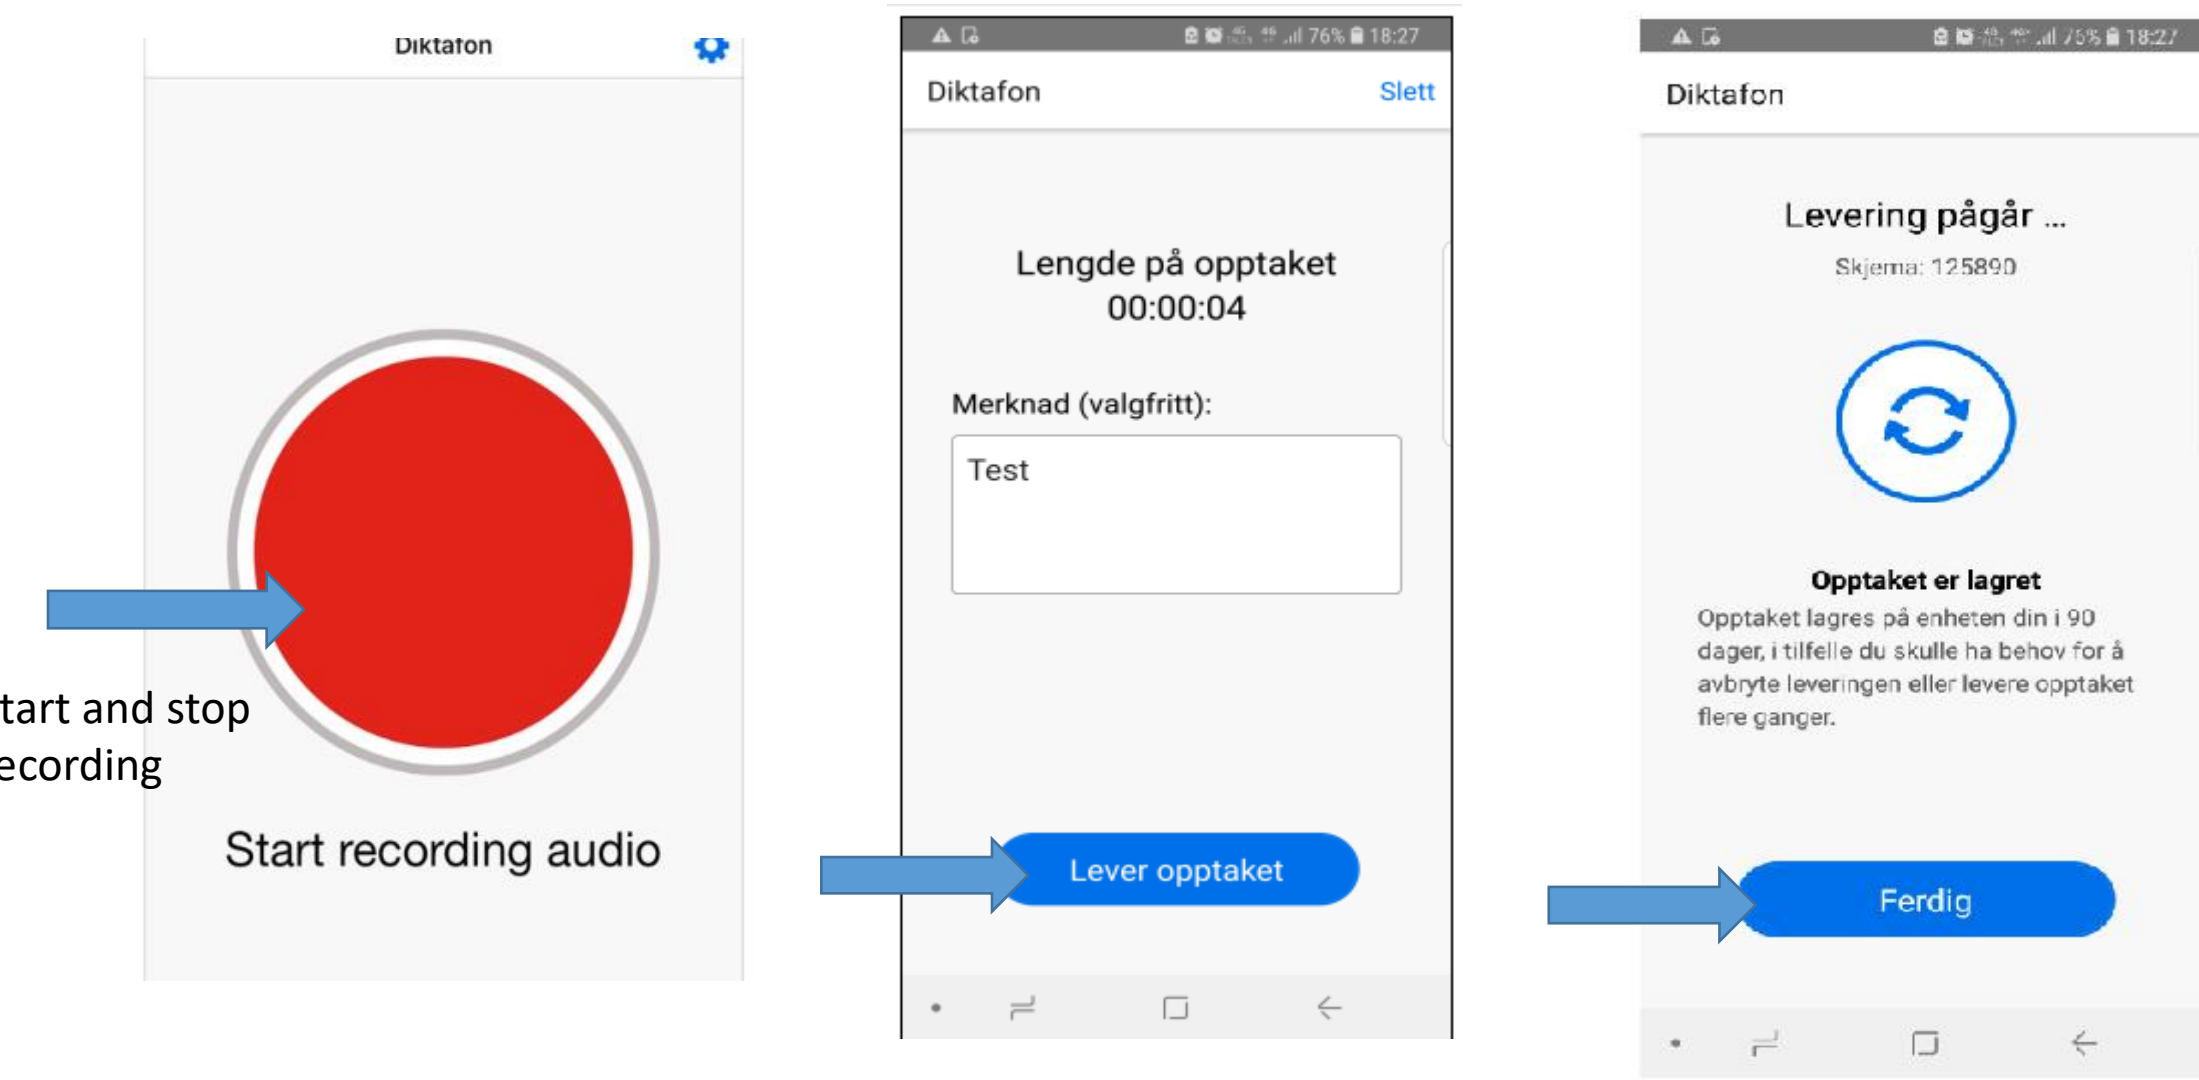 Diktafon
tart and stop
ecording
Start recording audio
76% 18:27
Diktafon
Slett
Lengde på opptaket
00:00:04
Merknad (valgfritt):
Test
Lever opptaket
76% 18:27
Diktafon
Levering pågår ...
Skjema: 125890
Opptaket er lagret
Opptaket lagres på enheten din i 90
dager, i tilfelle du skulle ha behov for å
avbryte leveringen eller levere opptaket
flere ganger.
Ferdig